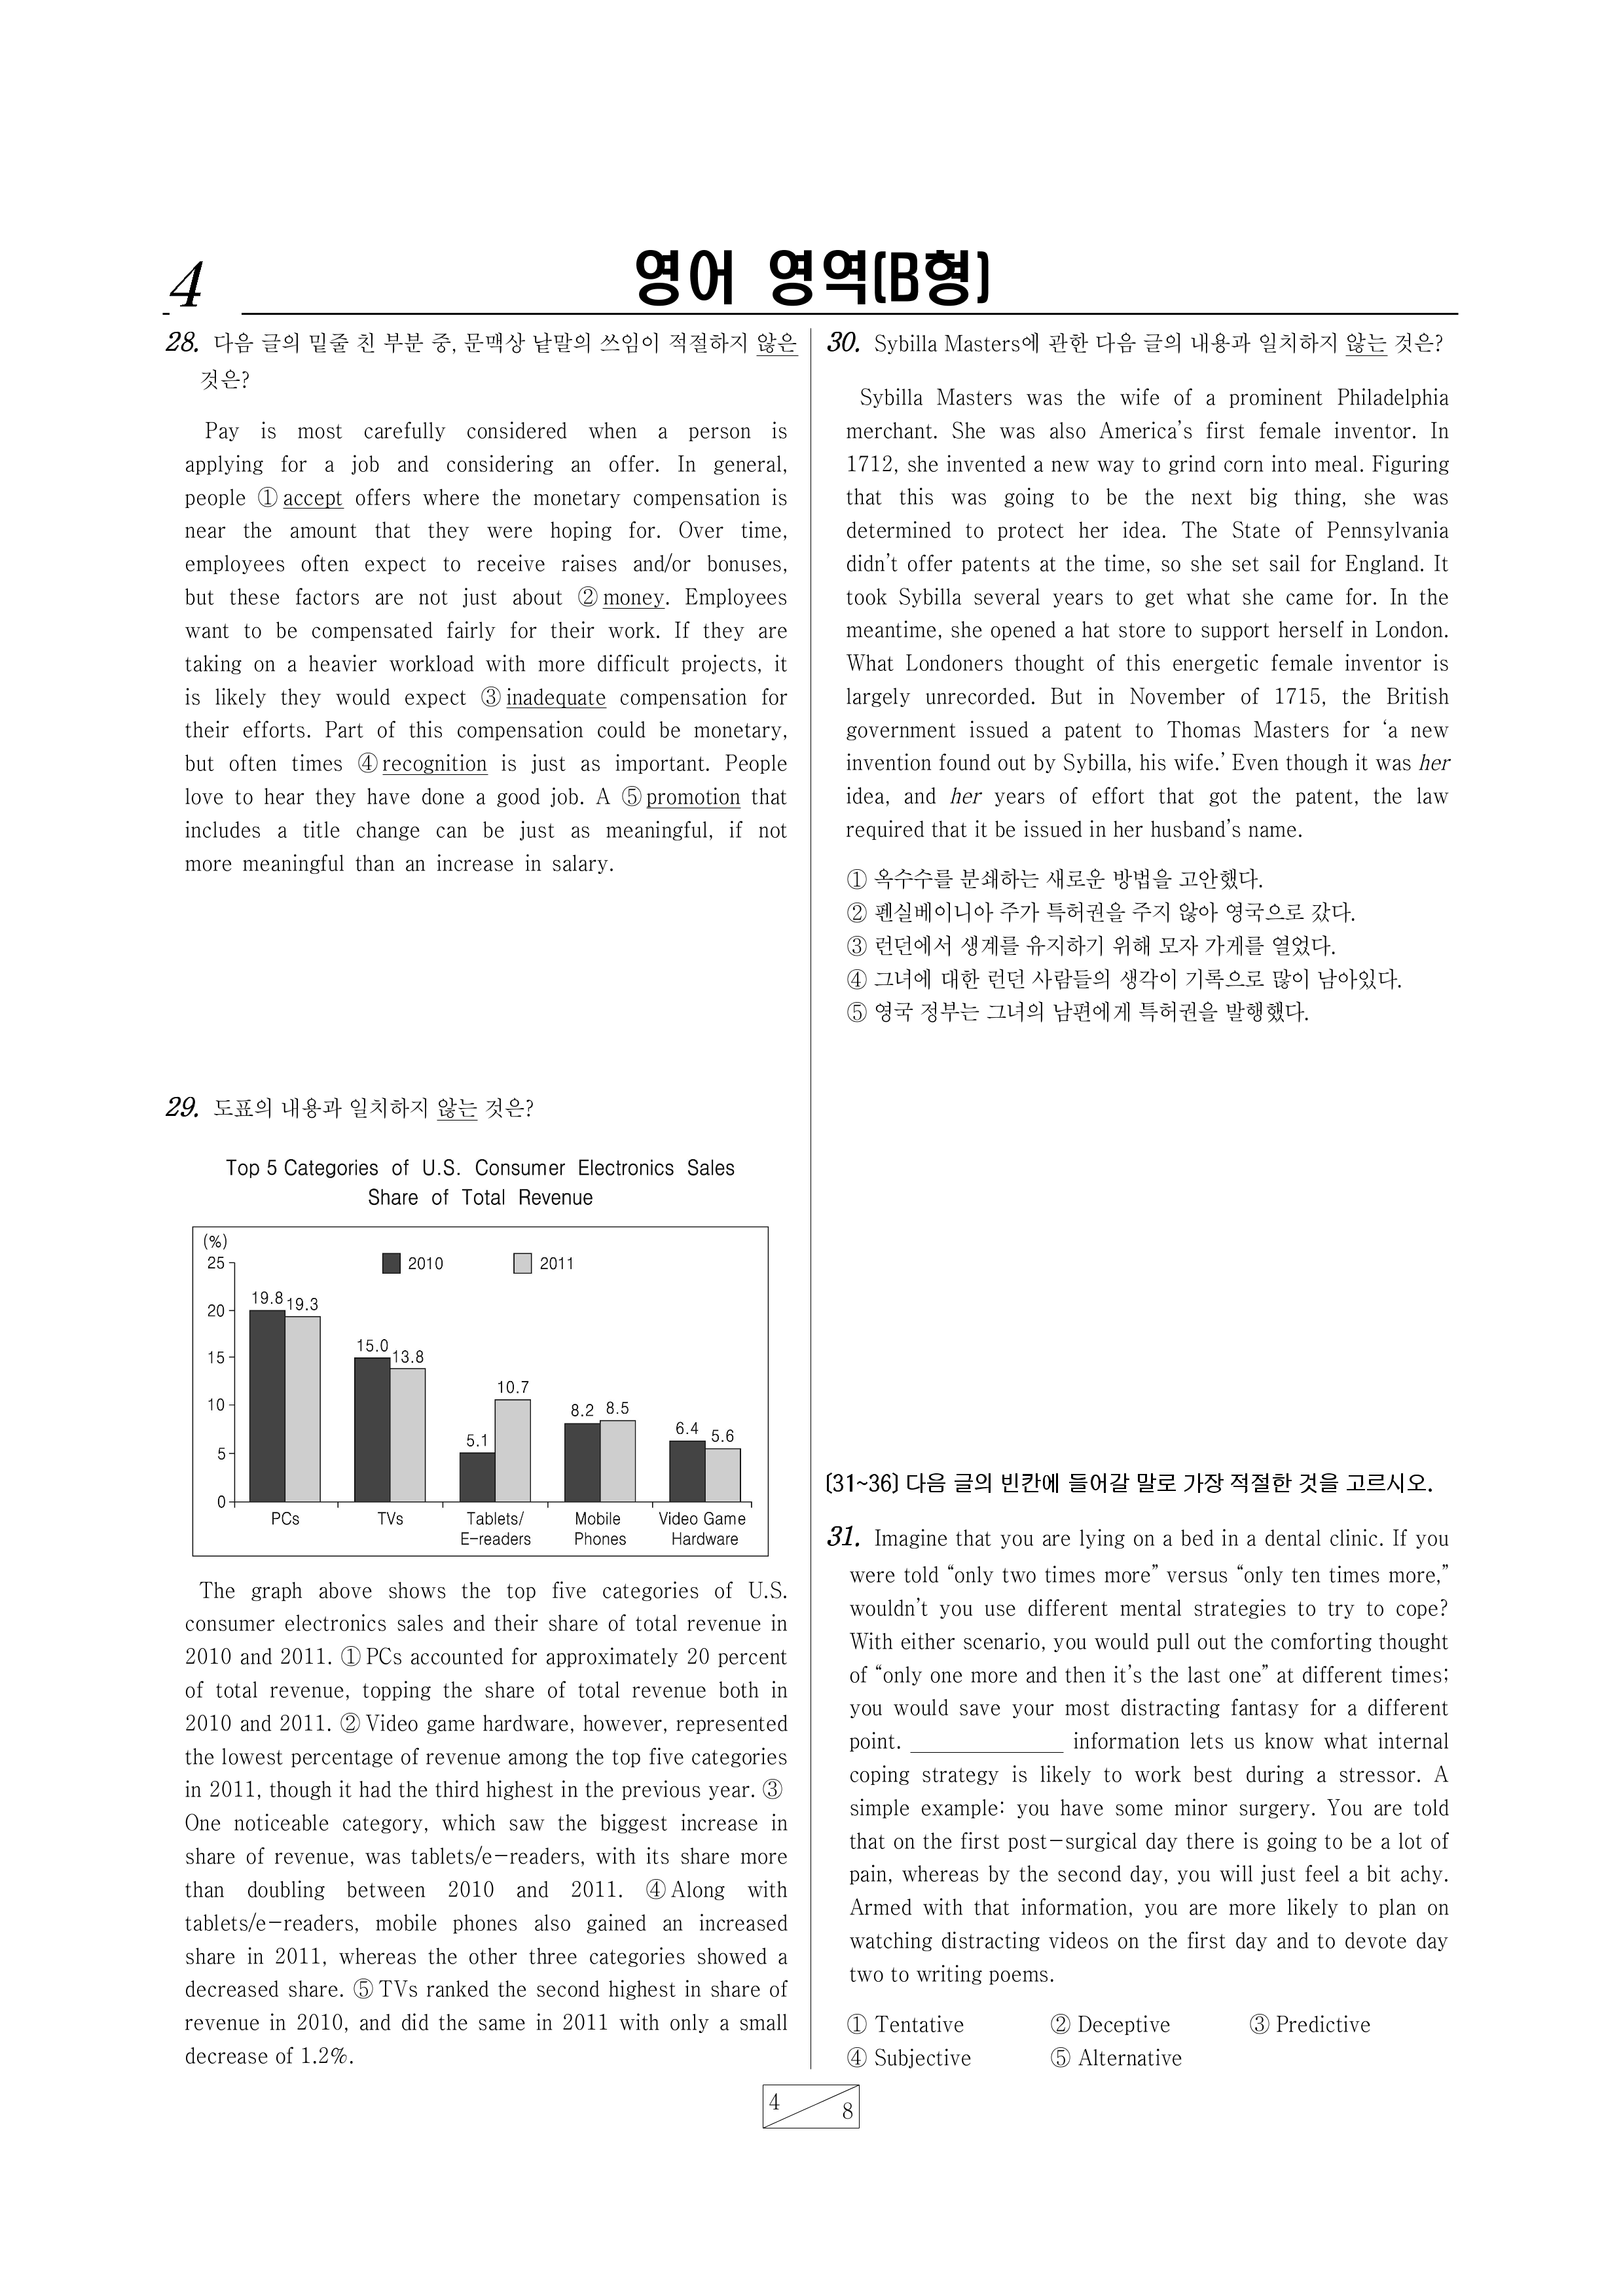 4
영어 영역(B형)
28. 다음 글의 밑줄 친 부분 중, 문맥상 낱말의 쓰임이 적절하지 않은
것은?
Pay is most carefully considered when a person is
applying for a job and considering an offer. In general,
people ① accept offers where the monetary compensation is
near the amount that they were hoping for. Over time,
employees often expect to receive raises and/or bonuses,
but these factors are not just about ② money. Employees
want to be compensated fairly for their work. If they are
taking on a heavier workload with more difficult projects, it
is likely they would expect ③ inadequate compensation for
their efforts. Part of this compensation could be monetary,
but often times ④ recognition is just as important. People
love to hear they have done a good job. A ⑤ promotion that
includes a title change can be just as meaningful, if not
more meaningful than an increase in salary.
29. 도표의 내용과 일치하지 않는 것은?
Top 5 Categories of U.S. Consumer Electronics Sales
Share of Total Revenue
(%)
25
20
15
10
5
0
2010
2011
19.8 19.3
15.0 13.8
5.1 10.7
8.2 8.5
6.4 5.6
PCs
TVs
Tablets/
E-readers
Mobile
Phones
Video Game
Hardware
The graph above shows the top five categories of U.S.
consumer electronics sales and their share of total revenue in
2010 and 2011. ① PCs accounted for approximately 20 percent
of total revenue, topping the share of total revenue both in
2010 and 2011. ② Video game hardware, however, represented
the lowest percentage of revenue among the top five categories
in 2011, though it had the third highest in the previous year. ③
One noticeable category, which saw the biggest increase in
share of revenue, was tablets/e-readers, with its share more
than doubling between 2010 and 2011. ④ Along with
tablets/e-readers, mobile phones also gained an increased
share in 2011, whereas the other three categories showed a
decreased share. ⑤ TVs ranked the second highest in share of
revenue in 2010, and did the same in 2011 with only a small
decrease of 1.2%.
30. Sybilla Masters에 관한 다음 글의 내용과 일치하지 않는 것은?
Sybilla Masters was the wife of a prominent Philadelphia
merchant. She was also America's first female inventor. In
1712, she invented a new way to grind corn into meal. Figuring
that this was going to be the next big thing, she was
determined to protect her idea. The State of Pennsylvania
didn't offer patents at the time, so she set sail for England. It
took Sybilla several years to get what she came for. In the
meantime, she opened a hat store to support herself in London.
What Londoners thought of this energetic female inventor is
largely unrecorded. But in November of 1715, the British
government issued a patent to Thomas Masters for ‘a new
invention found out by Sybilla, his wife.’ Even though it was her
idea, and her years of effort that got the patent, the law
required that it be issued in her husband's name.
① 옥수수를 분쇄하는 새로운 방법을 고안했다.
② 펜실베이니아 주가 특허권을 주지 않아 영국으로 갔다.
③ 런던에서 생계를 유지하기 위해 모자 가게를 열었다.
④ 그녀에 대한 런던 사람들의 생각이 기록으로 많이 남아있다.
⑤ 영국 정부는 그녀의 남편에게 특허권을 발행했다.
[31~36] 다음 글의 빈칸에 들어갈 말로 가장 적절한 것을 고르시오.
31. Imagine that you are lying on a bed in a dental clinic. If you
were told “only two times more” versus “only ten times more,”
wouldn't you use different mental strategies to try to cope?
With either scenario, you would pull out the comforting thought
of “only one more and then it's the last one” at different times;
you would save your most distracting fantasy for a different
point. ____________ information lets us know what internal
coping strategy is likely to work best during a stressor. A
simple example: you have some minor surgery. You are told
that on the first post-surgical day there is going to be a lot of
pain, whereas by the second day, you will just feel a bit achy.
Armed with that information, you are more likely to plan on
watching distracting videos on the first day and to devote day
two to writing poems.
① Tentative ② Deceptive ③ Predictive
④ Subjective ⑤ Alternative
4
8